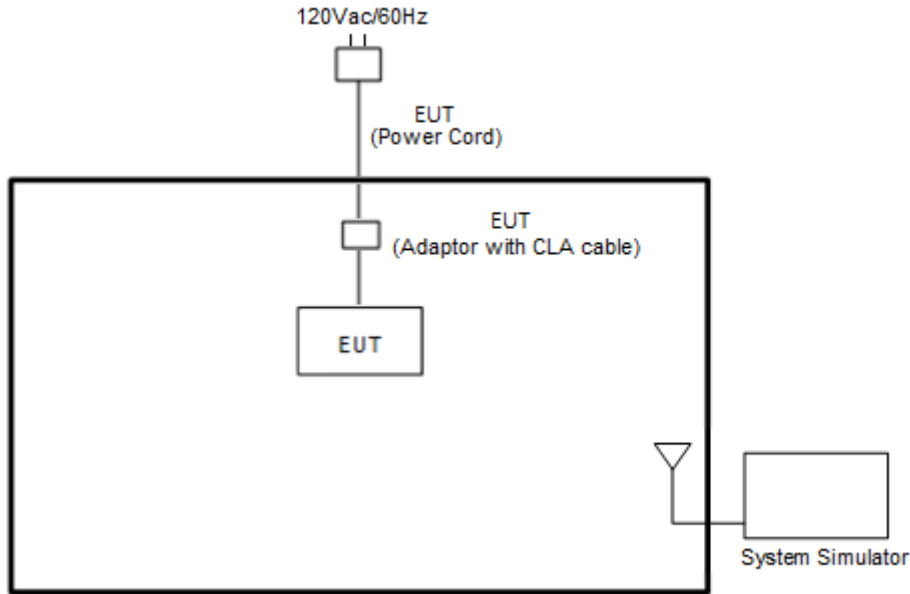 120Vac/60Hz
EUT
(Power Cord)
EUT
(Adaptor with CLA cable)
EUT
System Simulator